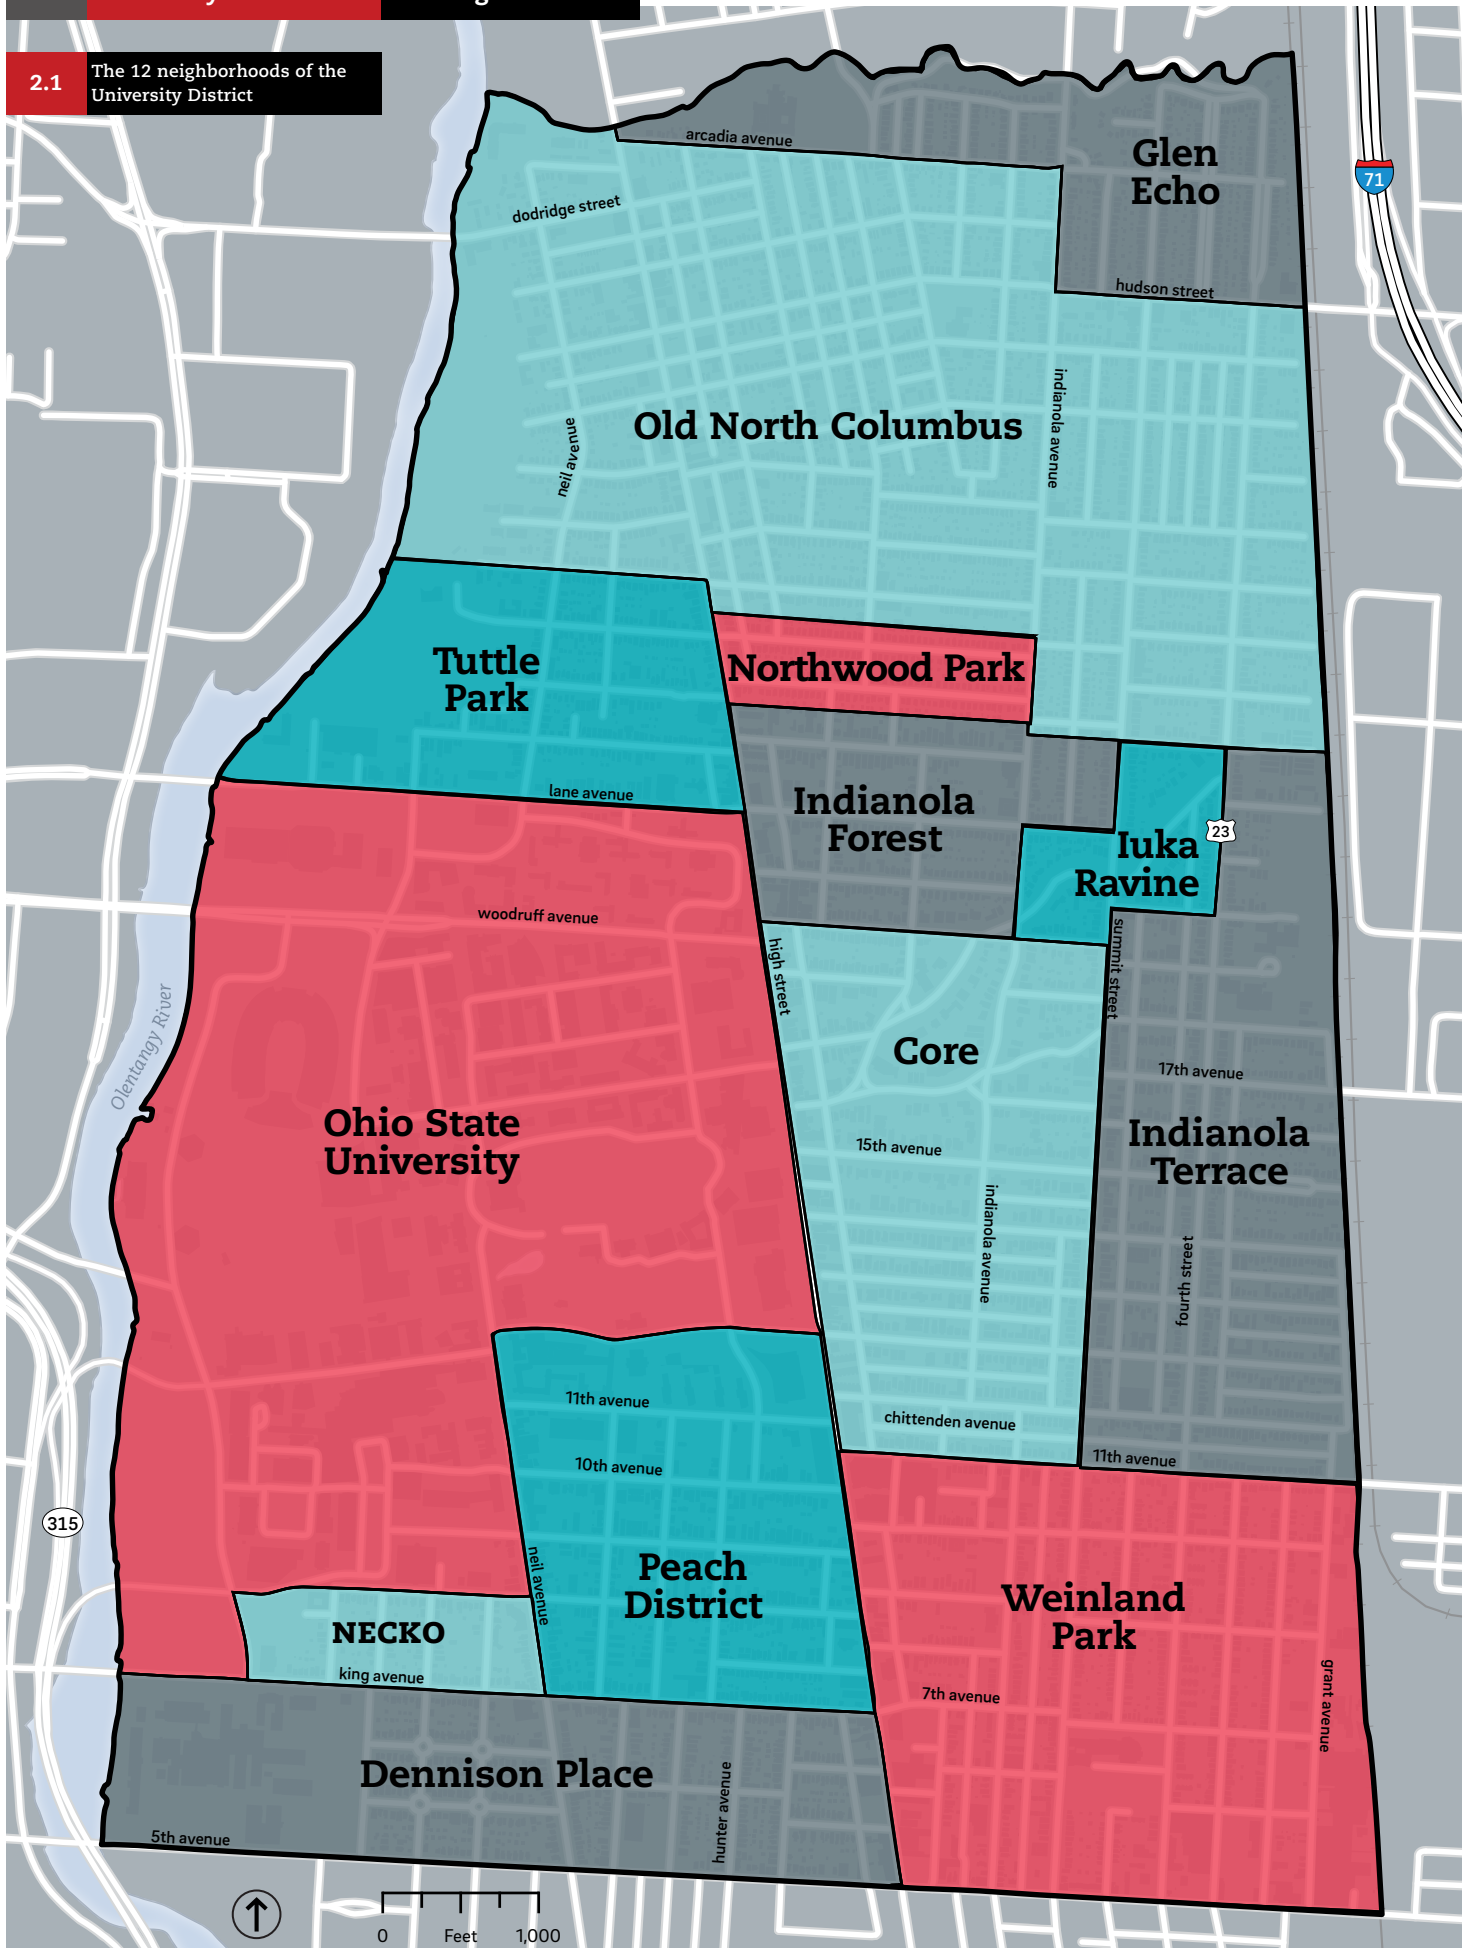 2.1
The 12 neighborhoods of the
University District
arcadia avenue
Glen
Echo
71
dodridge street
hudson street
indianola avenue
Old North Columbus
neil avenue
Tuttle
Park
Northwood Park
lane avenue
Indianola
Forest
Iuka
Ravine
23
woodruff avenue
high street
summit street
Olentangy River
Core
17th avenue
Ohio State
University
15th avenue
Indianola
Terrace
indianola avenue
fourth street
11th avenue
chittenden avenue
11th avenue
10th avenue
315
neil avenue
Peach
District
Weinland
Park
NECKO
king avenue
7th avenue
grant avenue
Dennison Place
hunter avenue
5th avenue
0 Feet 1,000